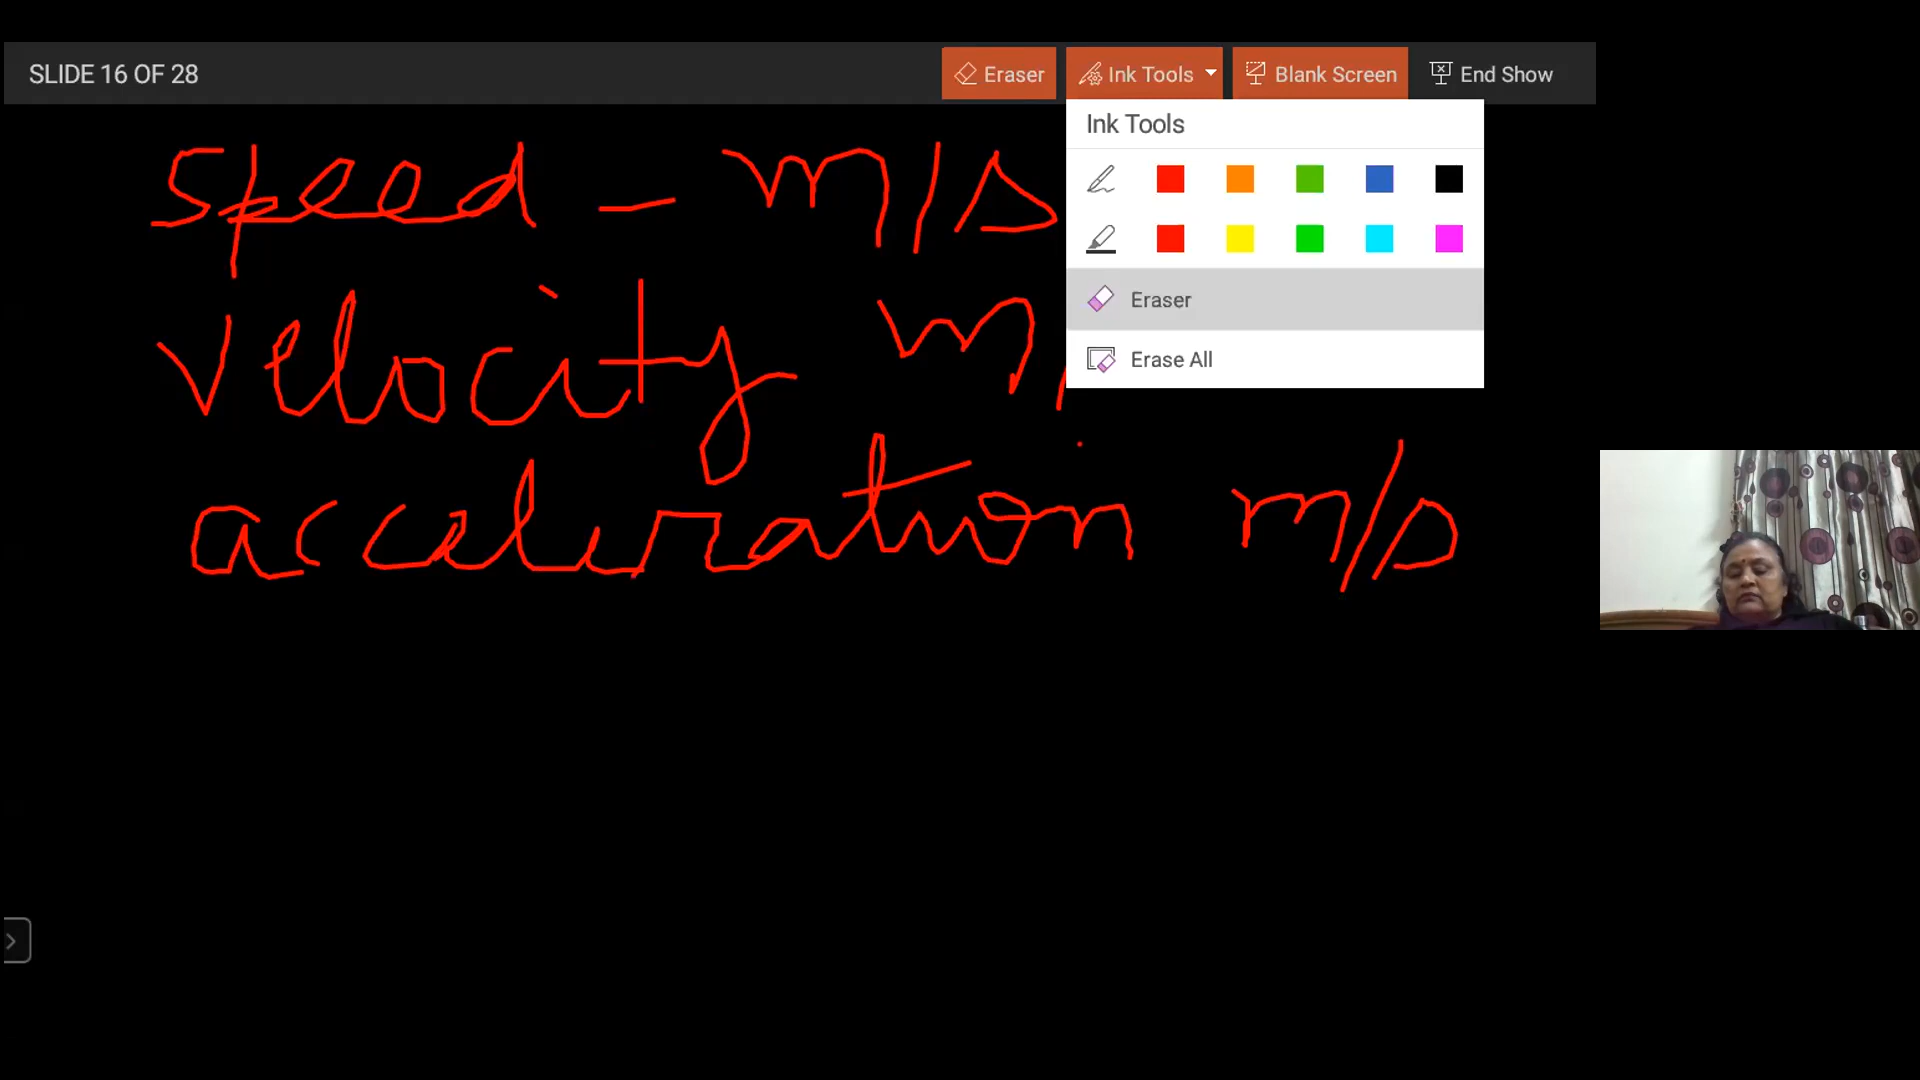 SLIDE 16 OF 28 Eraser Ink Tools Blank Screen End Show
Ink Tools
Speed - m/s
Eraser
velocity m/
Erase All
acceleration m/s